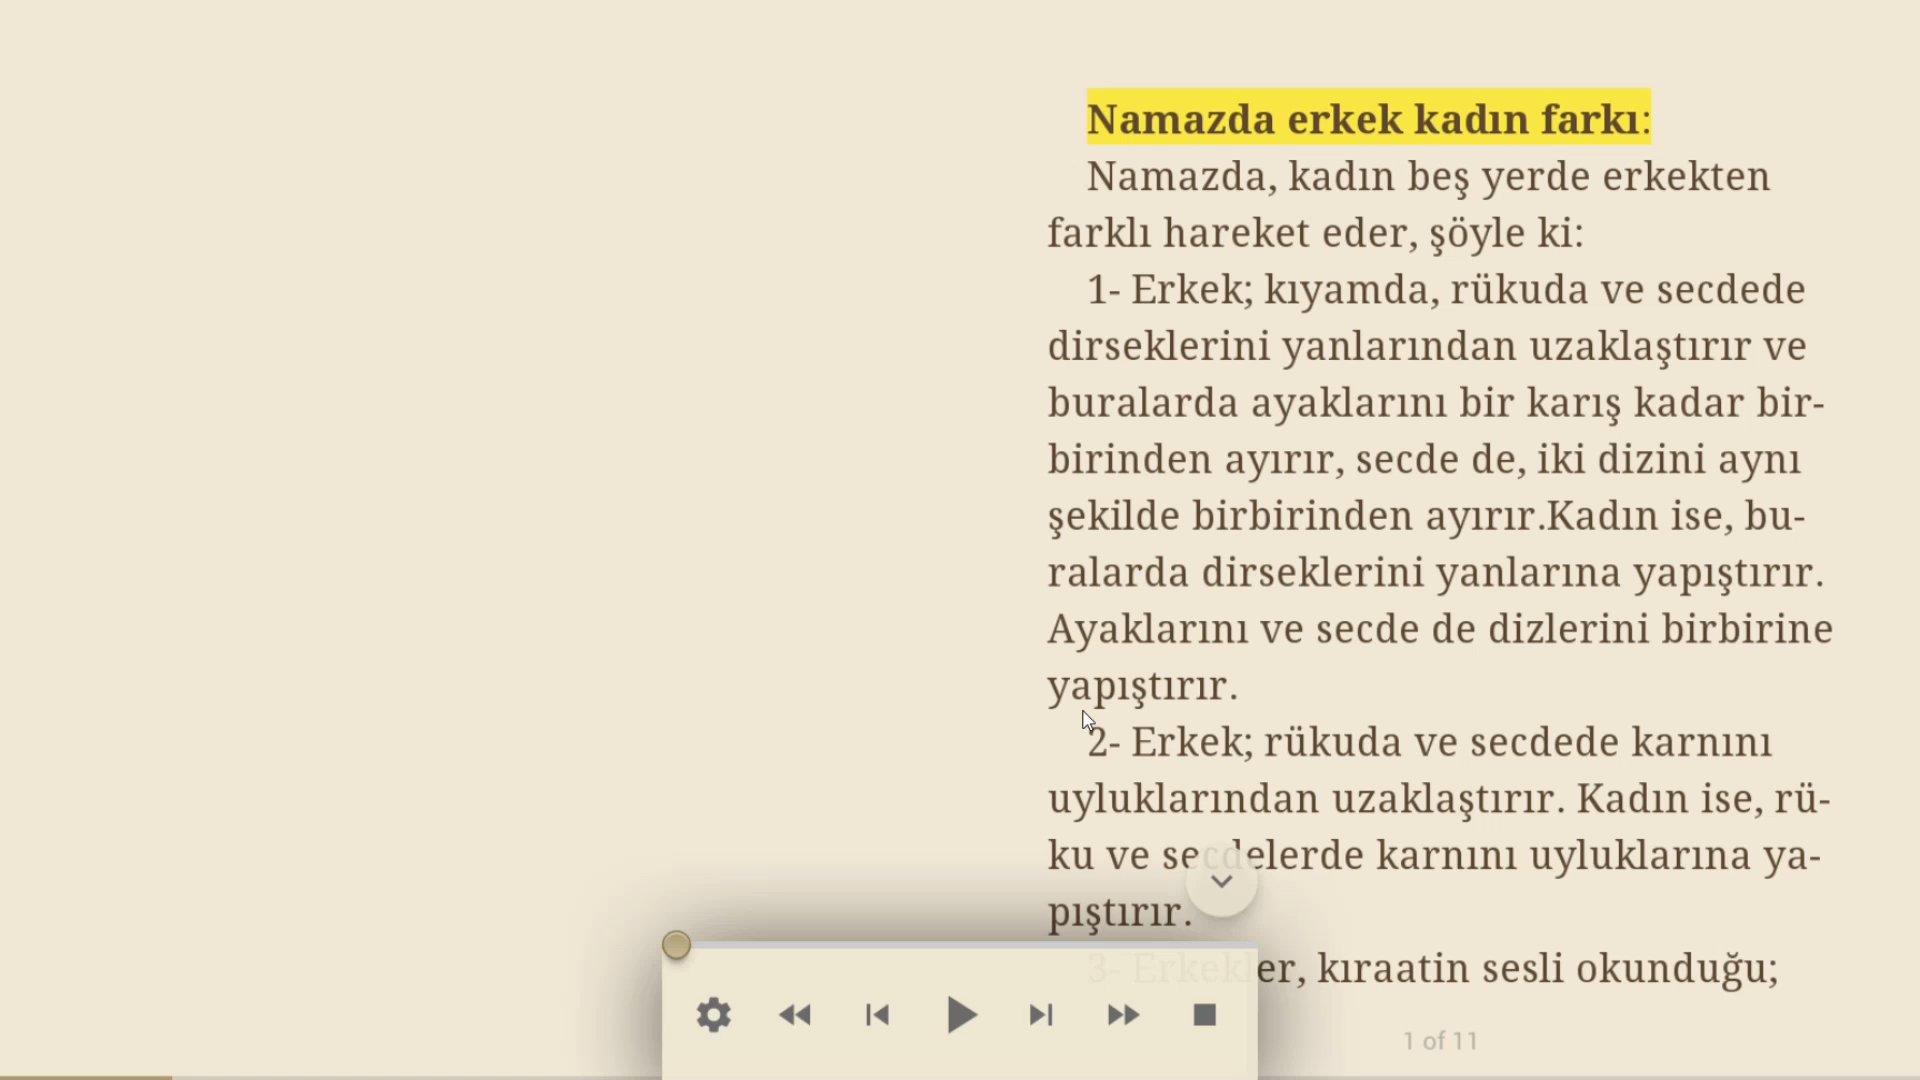 Namazda erkek kadın farkı:
Namazda, kadın beş yerde erkekten
farklı hareket eder, şöyle ki:
1- Erkek; kıyamda, rükuda ve secdede
dirseklerini yanlarından uzaklaştırır ve
buralarda ayaklarını bir karış kadar bir-
birinden ayırır, secde de, iki dizini aynı
şekilde birbirinden ayırır.Kadın ise, bu-
ralarda dirseklerini yanlarına yapıştırır.
Ayaklarını ve secde de dizlerini birbirine
yapıştırır.
2- Erkek; rükuda ve secdede karnını
uyluklarından uzaklaştırır. Kadın ise, rü-
ku ve secdelerde karnını uyluklarına ya-
pıştırır.
3- Erkekler, kıraatin sesli okunduğu;
1 of 11